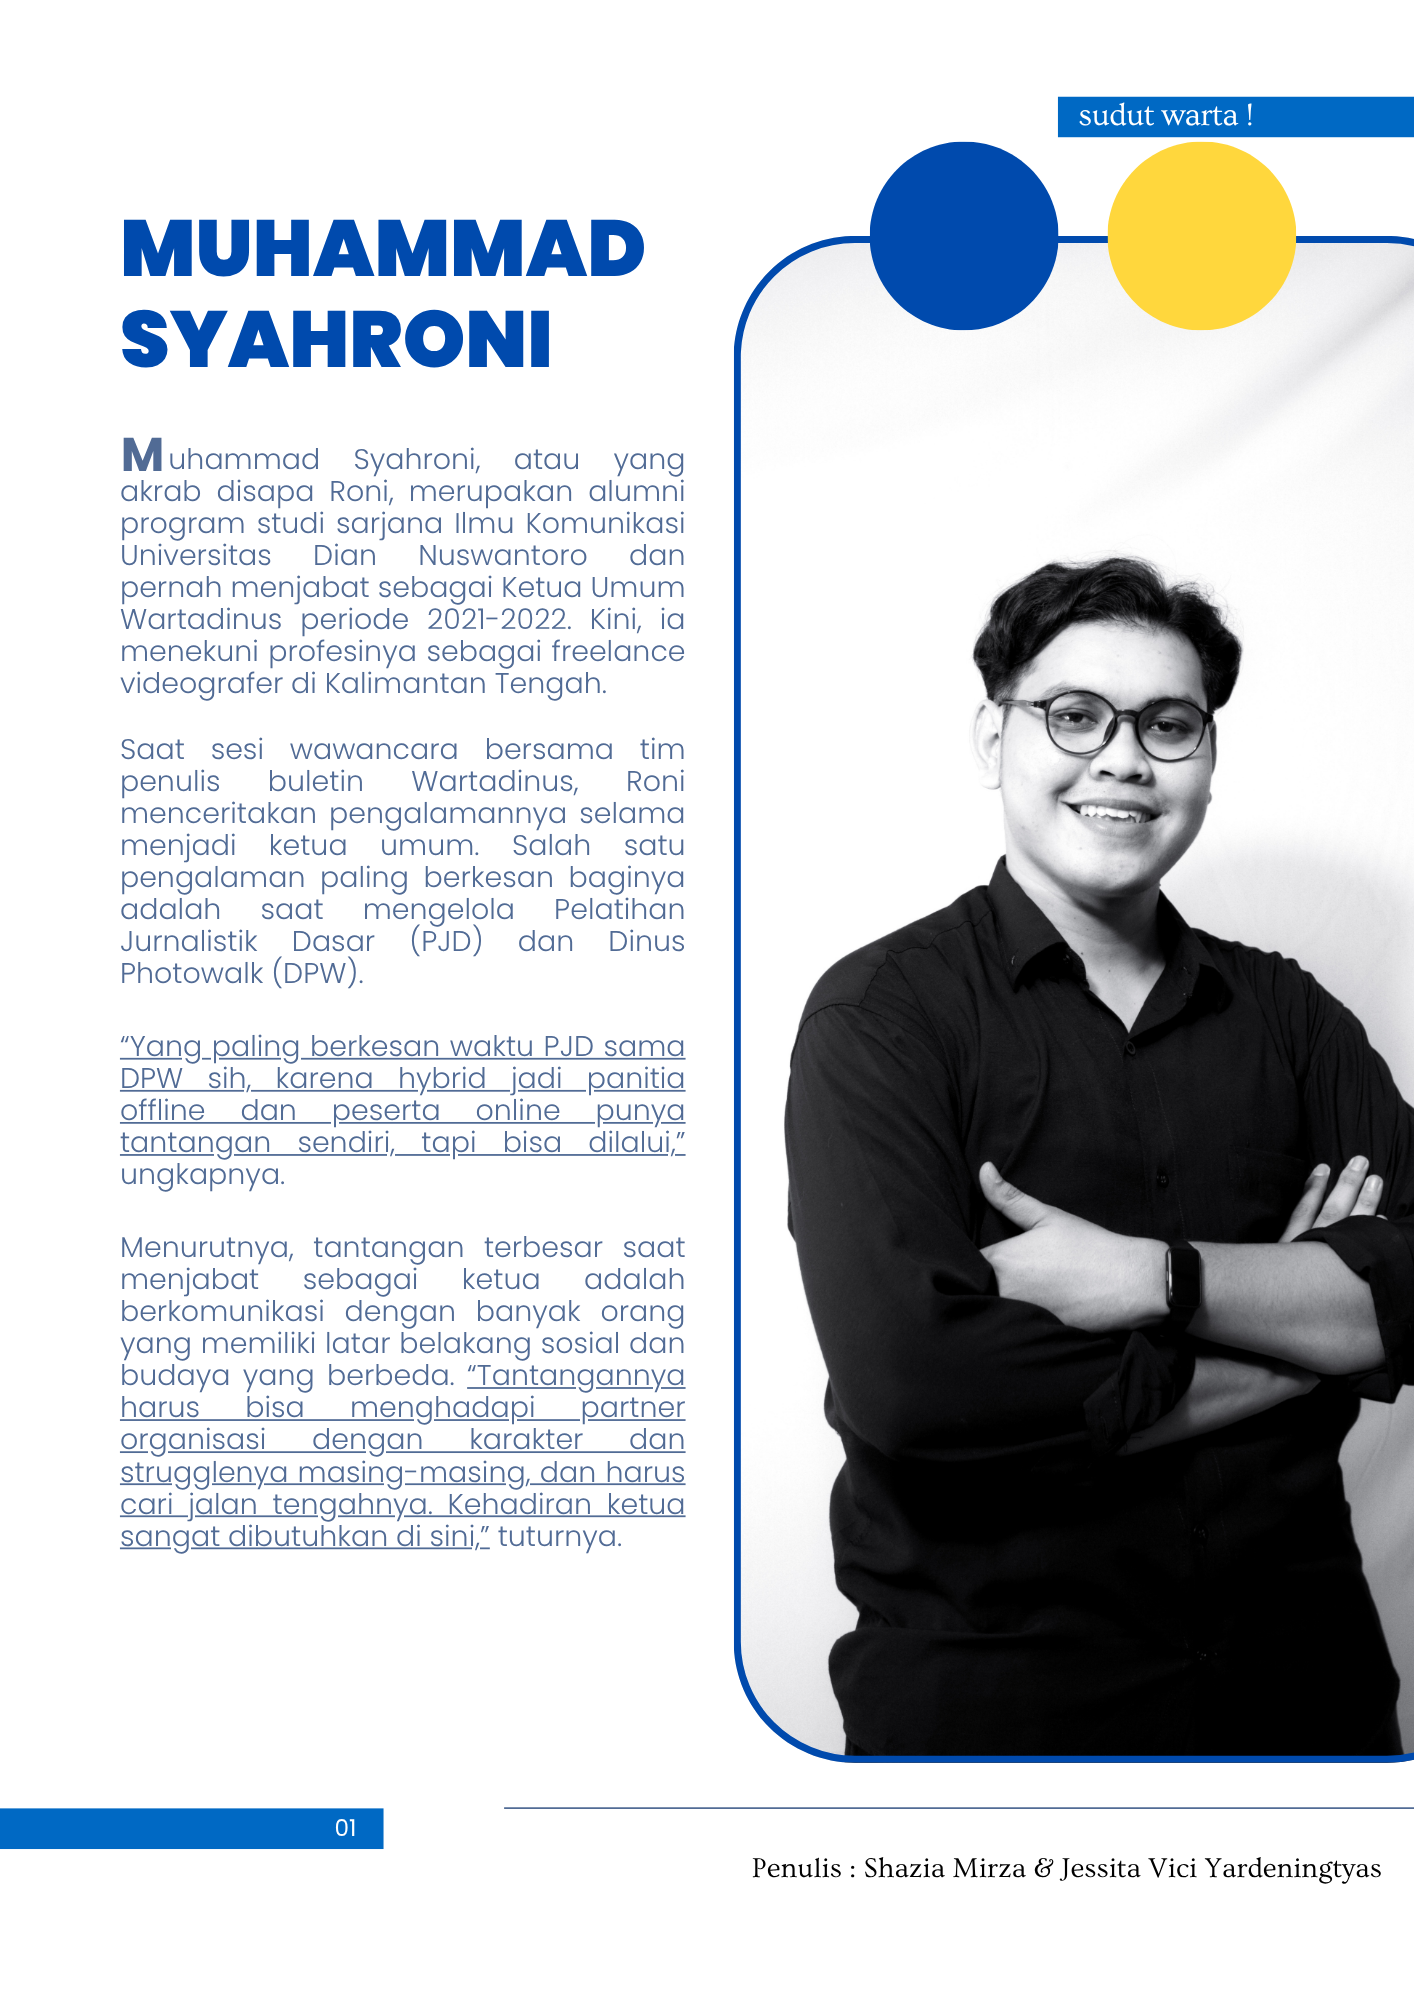 sudut warta !
MUHAMMAD
SYAHRONI
Muhammad Syahroni, atau yang
akrab disapa Roni, merupakan alumni
program studi sarjana Ilmu Komunikasi
Universitas Dian Nuswantoro dan
pernah menjabat sebagai Ketua Umum
Wartadinus periode 2021-2022. Kini, ia
menekuni profesinya sebagai freelance
videografer di Kalimantan Tengah.
Saat sesi wawancara bersama tim
penulis buletin Wartadinus, Roni
menceritakan pengalamannya selama
menjadi ketua umum. Salah satu
pengalaman paling berkesan baginya
adalah saat mengelola Pelatihan
Jurnalistik Dasar (PJD) dan Dinus
Photowalk (DPW).
“Yang paling berkesan waktu PJD sama
DPW sih, karena hybrid jadi panitia
offline dan peserta online punya
tantangan sendiri, tapi bisa dilalui,”
ungkapnya.
Menurutnya, tantangan terbesar saat
menjabat sebagai ketua adalah
berkomunikasi dengan banyak orang
yang memiliki latar belakang sosial dan
budaya yang berbeda. “Tantangannya
harus bisa menghadapi partner
organisasi dengan karakter dan
strugglenya masing-masing, dan harus
cari jalan tengahnya. Kehadiran ketua
sangat dibutuhkan di sini,” tuturnya.
01
Penulis : Shazia Mirza & Jessita Vici Yardeningtyas